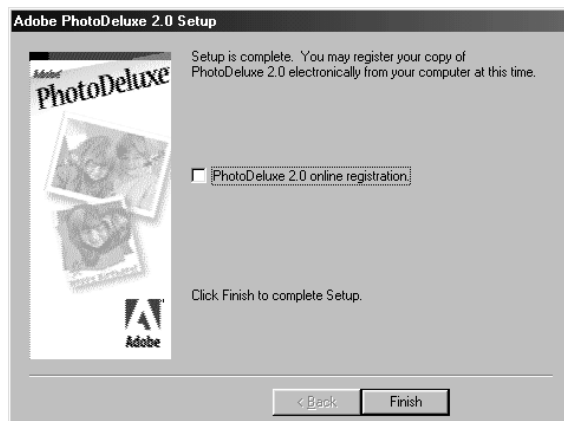 Adobe PhotoDeluxe 2.0 Setup
Adobe
PhotoDeluxe
Happy Birthday!
Adobe
Setup is complete. You may register your copy of
PhotoDeluxe 2.0 electronically from your computer at this time.
PhotoDeluxe 2.0 online registration.
Click Finish to complete Setup.
< Back
Finish